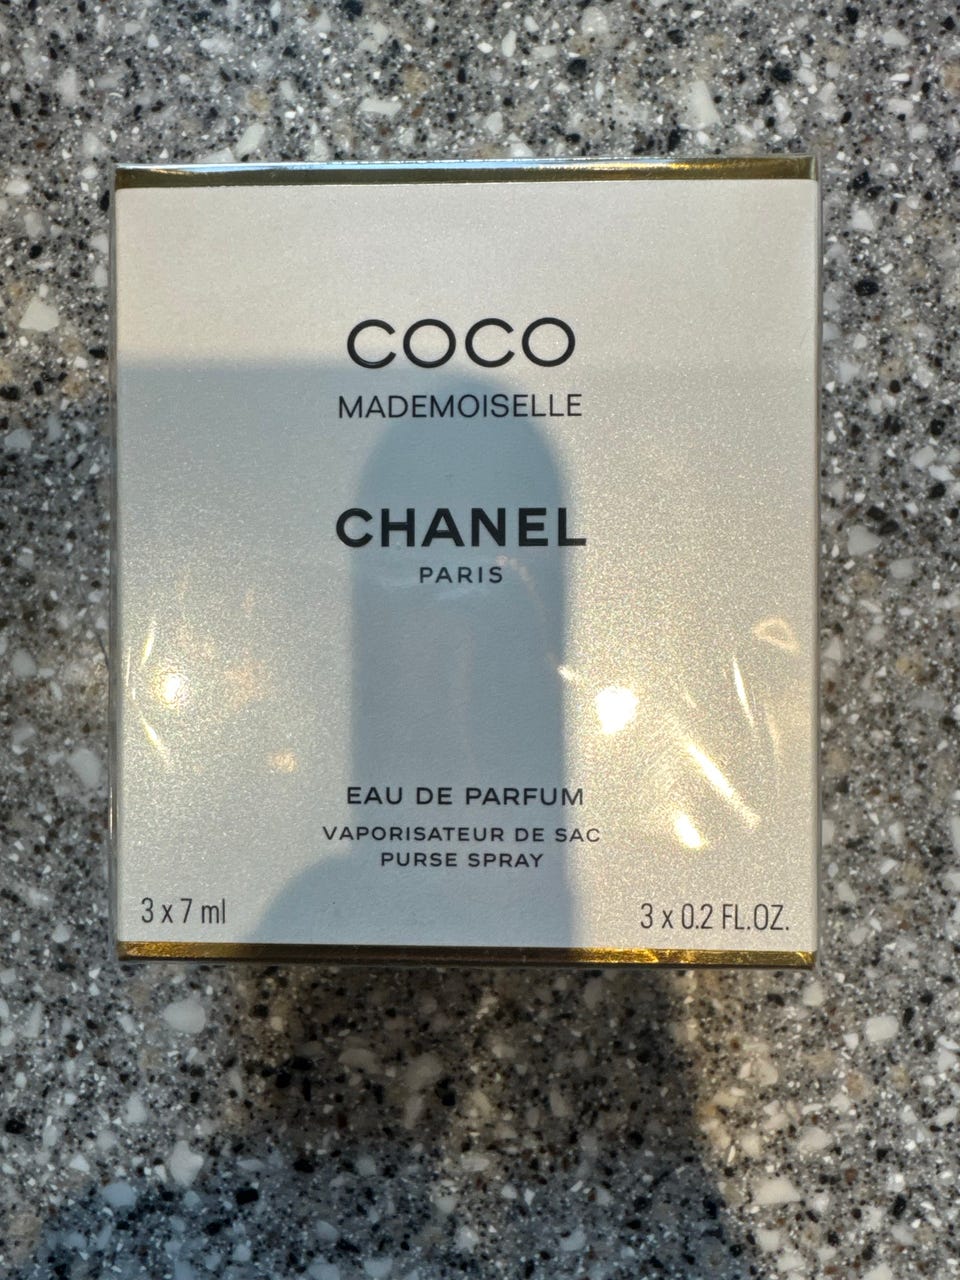 COCO
MADEMOISELLE
CHANEL
PARIS
EAU DE PARFUM
VAPORISATEUR DE SAC
PURSE SPRAY
3 x 7 ml
3 x 0.2 FL.OZ.